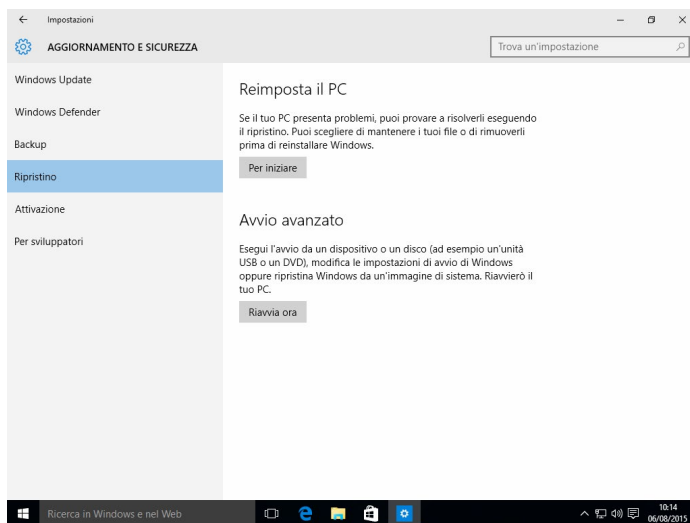 Impostazioni
AGGIORNAMENTO E SICUREZZA
Trova un'impostazione
Windows Update
Windows Defender
Backup
Ripristino
Attivazione
Per sviluppatori
Reimposta il PC
Se il tuo PC presenta problemi, puoi provare a risolverli eseguendo
il ripristino. Puoi scegliere di mantenere i tuoi file o di rimuoverli
prima di reinstallare Windows.
Per iniziare
Avvio avanzato
Esegui l'avvio da un dispositivo o un disco (ad esempio un'unità
USB o un DVD), modifica le impostazioni di avvio di Windows
oppure ripristina Windows da un'immagine di sistema. Riavvierò il
tuo PC.
Riavvia ora
Ricerca in Windows e nel Web
10:14
06/08/2015